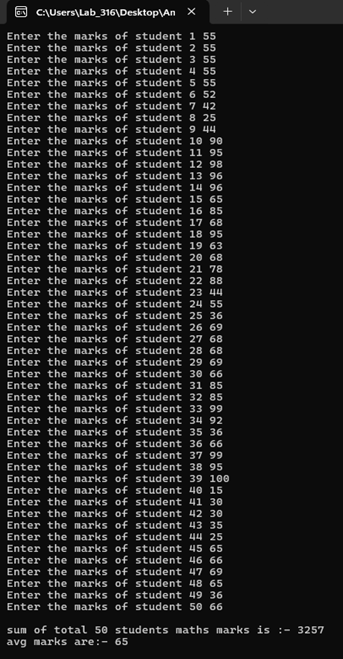 C:\Users\Lab_316\Desktop\An
Enter the marks of student 1 55
Enter the marks of student 2 55
Enter the marks of student 3 55
Enter the marks of student 4 55
Enter the marks of student 5 55
Enter the marks of student 6 52
Enter the marks of student 7 42
Enter the marks of student 8 25
Enter the marks of student 9 44
Enter the marks of student 10 90
Enter the marks of student 11 95
Enter the marks of student 12 98
Enter the marks of student 13 96
Enter the marks of student 14 96
Enter the marks of student 15 65
Enter the marks of student 16 85
Enter the marks of student 17 68
Enter the marks of student 18 95
Enter the marks of student 19 63
Enter the marks of student 20 68
Enter the marks of student 21 78
Enter the marks of student 22 88
Enter the marks of student 23 44
Enter the marks of student 24 55
Enter the marks of student 25 36
Enter the marks of student 26 69
Enter the marks of student 27 68
Enter the marks of student 28 68
Enter the marks of student 29 69
Enter the marks of student 30 66
Enter the marks of student 31 85
Enter the marks of student 32 85
Enter the marks of student 33 99
Enter the marks of student 34 92
Enter the marks of student 35 36
Enter the marks of student 36 66
Enter the marks of student 37 99
Enter the marks of student 38 95
Enter the marks of student 39 100
Enter the marks of student 40 15
Enter the marks of student 41 30
Enter the marks of student 42 30
Enter the marks of student 43 35
Enter the marks of student 44 25
Enter the marks of student 45 65
Enter the marks of student 46 66
Enter the marks of student 47 69
Enter the marks of student 48 65
Enter the marks of student 49 36
Enter the marks of student 50 66
sum of total 50 students maths marks is :- 3257
avg marks are:- 65